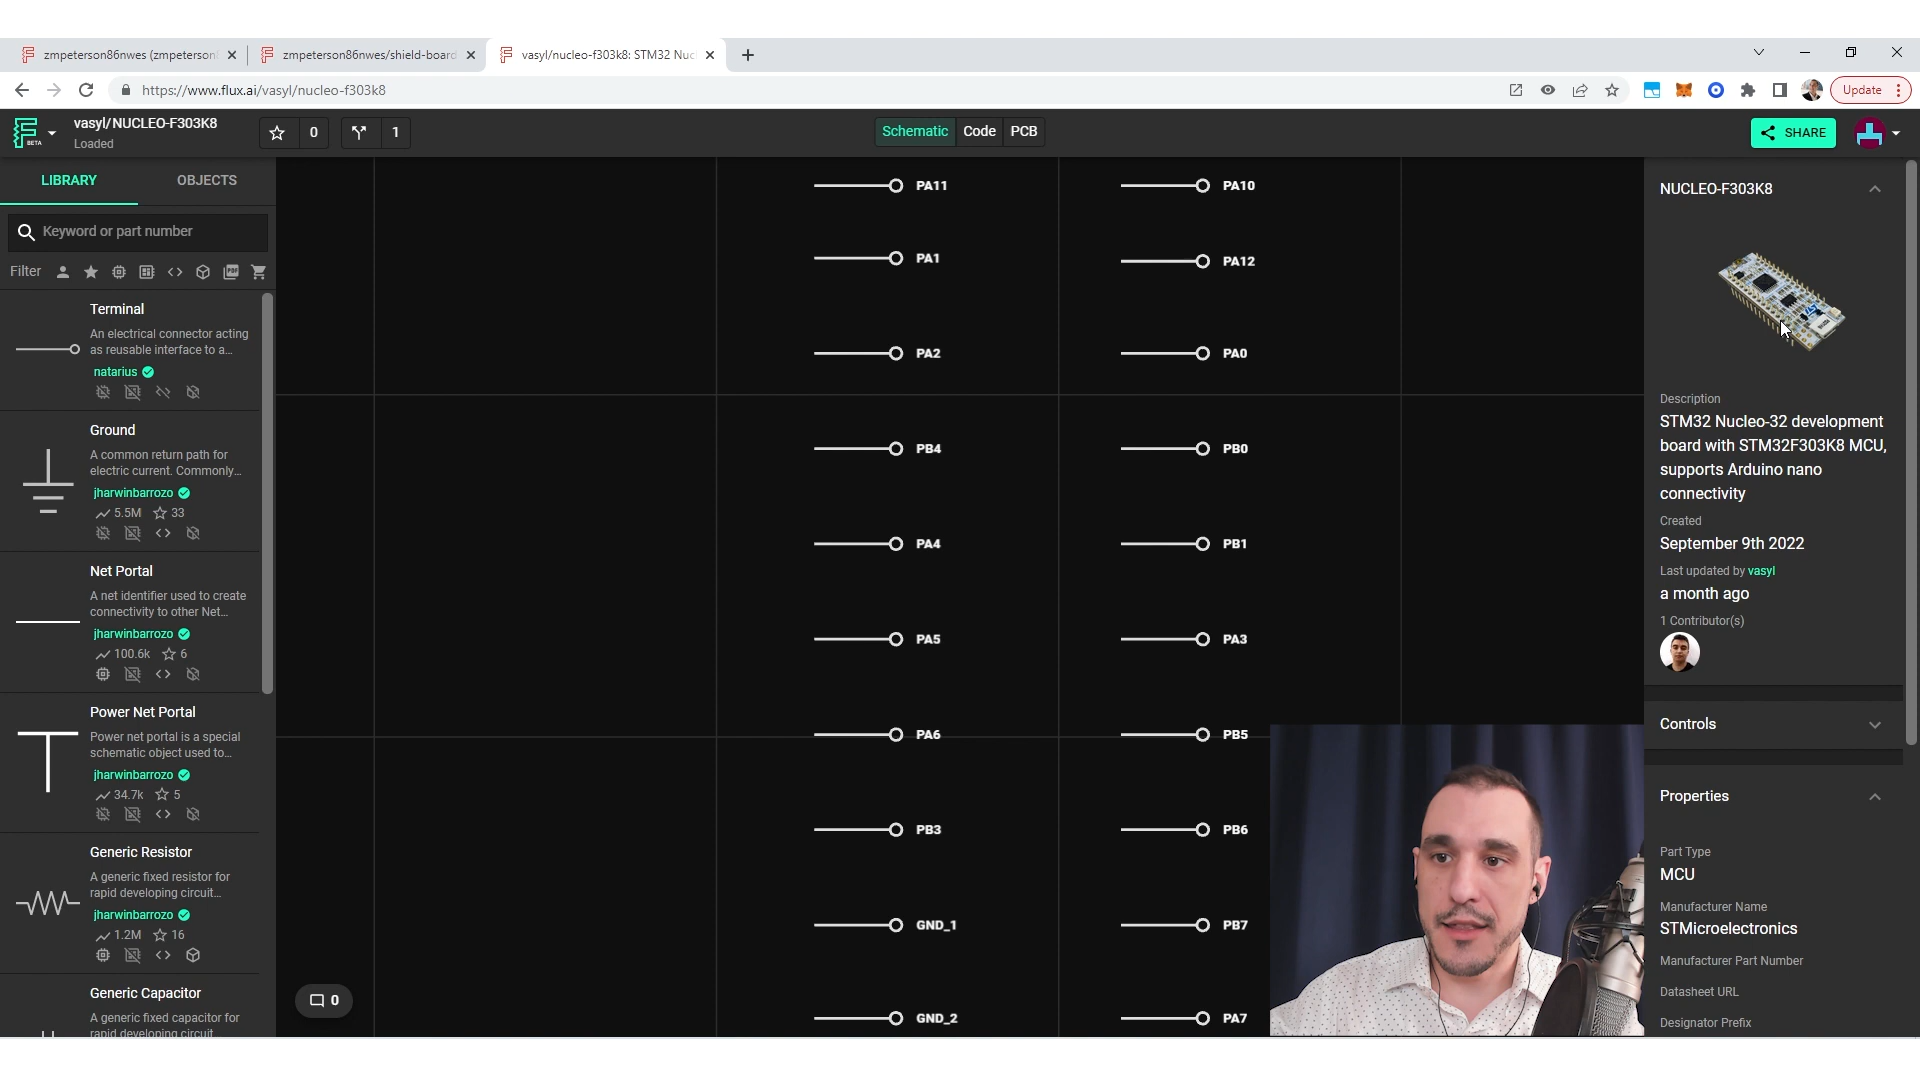 zmpeterson86nwes (zmpeterson
zmpeterson86nwes/shield-board
vasyl/nucleo-f303k8: STM32 Nuc
https://www.flux.ai/vasyl/nucleo-f303k8
Update
BETA
vasyl/NUCLEO-F303K8
Loaded
0
1
Schematic
Code
PCB
SHARE
LIBRARY
OBJECTS
Keyword or part number
Filter
Terminal
An electrical connector acting
as reusable interface to a...
natarius
Ground
A common return path for
electric current. Commonly...
jharwinbarrozo
5.5M
33
Net Portal
A net identifier used to create
connectivity to other Net...
jharwinbarrozo
100.6k
6
Power Net Portal
Power net portal is a special
schematic object used to...
jharwinbarrozo
34.7k
5
Generic Resistor
A generic fixed resistor for
rapid developing circuit...
jharwinbarrozo
1.2M
16
Generic Capacitor
A generic fixed capacitor for
rapid developing circuit
PA11
PA10
PA1
PA12
PA2
PA0
PB4
PB0
PA4
PB1
PA5
PA3
PA6
PB5
PB3
PB6
GND_1
PB7
GND_2
PA7
0
NUCLEO-F303K8
Description
STM32 Nucleo-32 development
board with STM32F303K8 MCU,
supports Arduino nano
connectivity
Created
September 9th 2022
Last updated by vasyl
a month ago
1 Contributor(s)
Controls
Properties
Part Type
MCU
Manufacturer Name
STMicroelectronics
Manufacturer Part Number
Datasheet URL
Designator Prefix